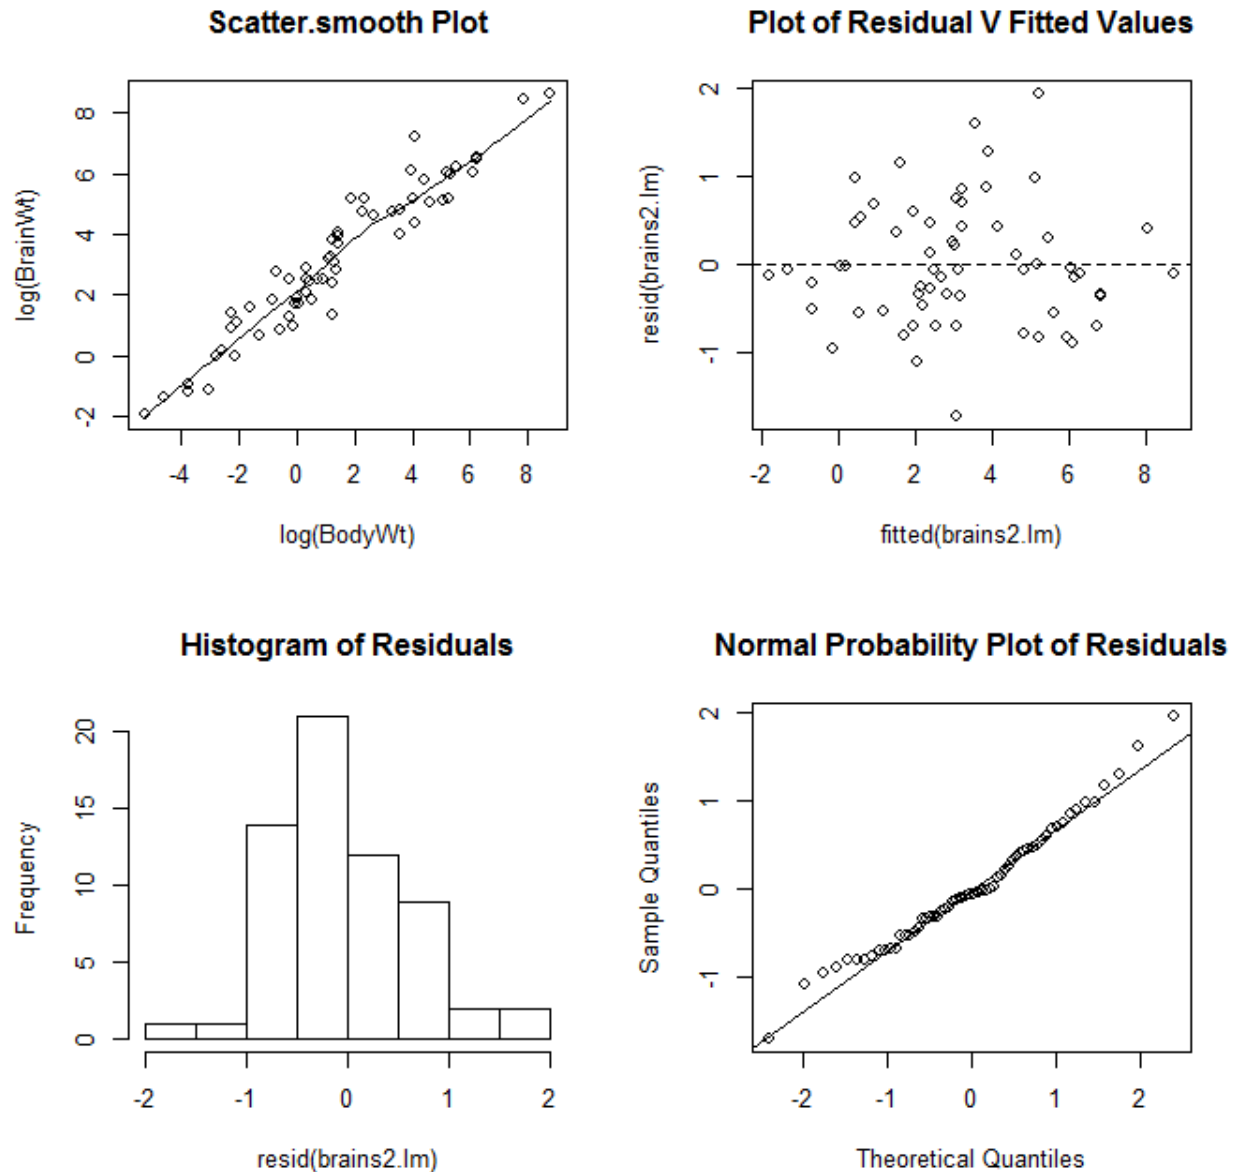 Scatter.smooth Plot
log(BrainWt)
8
6
4
2
0
-2
-4 -2 0 2 4 6 8
log(BodyWt)
Plot of Residual V Fitted Values
resid(brains2.lm)
2
1
0
-1
-2 0 2 4 6 8
fitted(brains2.lm)
Histogram of Residuals
Frequency
20
15
10
5
0
-2 -1 0 1 2
resid(brains2.lm)
Normal Probability Plot of Residuals
Sample Quantiles
2
1
0
-1
-2 -1 0 1 2
Theoretical Quantiles